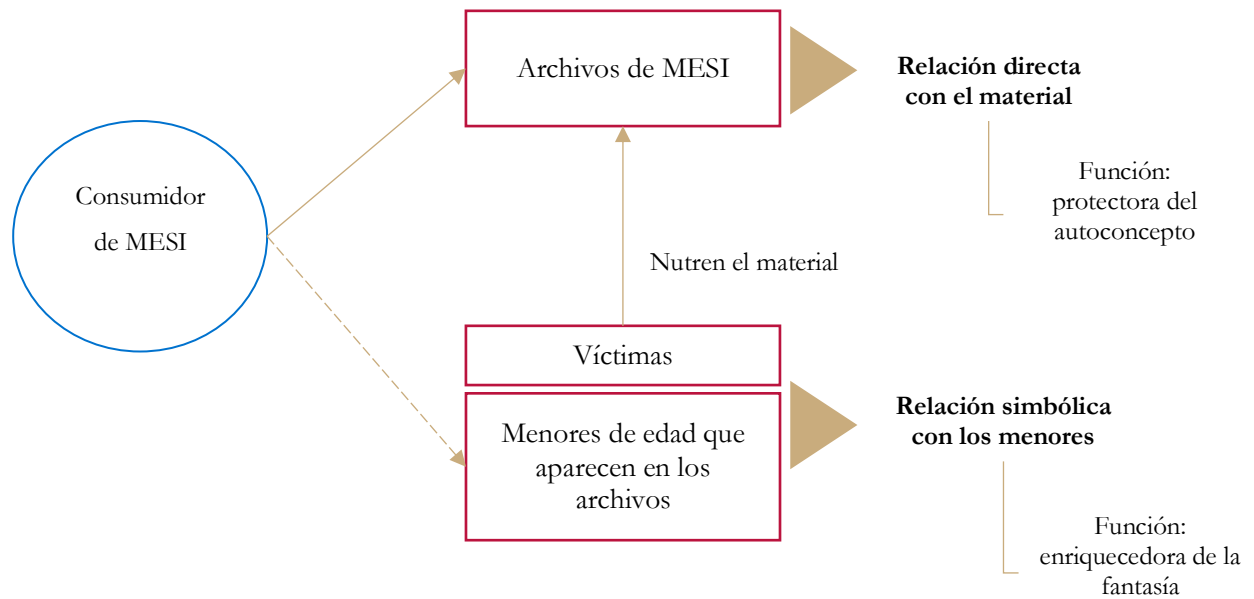 Consumidor
de MESI
Archivos de MESI
Relación directa
con el material
Función:
protectora del
autoconcepto
Nutren el material
Víctimas
Menores de edad que
aparecen en los
archivos
Relación simbólica
con los menores
Función:
enriquecedora de la
fantasía